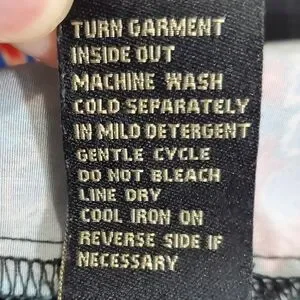 TURN GARMENT
INSIDE OUT
MACHINE WASH
COLD SEPARATELY
IN MILD DETERGENT
GENTLE CYCLE
DO NOT BLEACH
LINE DRY
COOL IRON ON
REVERSE SIDE IF
NECESSARY